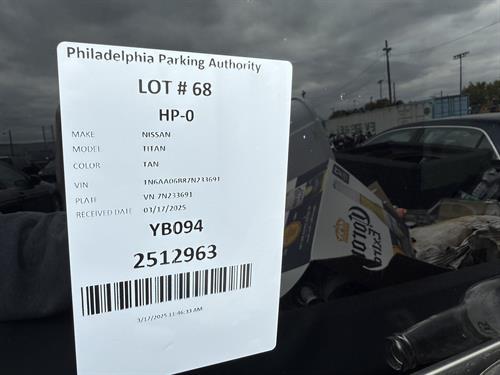 Philadelphia Parking Authority
LOT # 68
HP-0
MAKE NISSAN
MODEL TITAN
COLOR TAN
VIN 1N6AA06B87N233691
PLATE VN 7N233691
RECEIVED DATE 03/17/2025
YB094
2512963
3/17/2025 11:46:33 AM
Corona
Extra